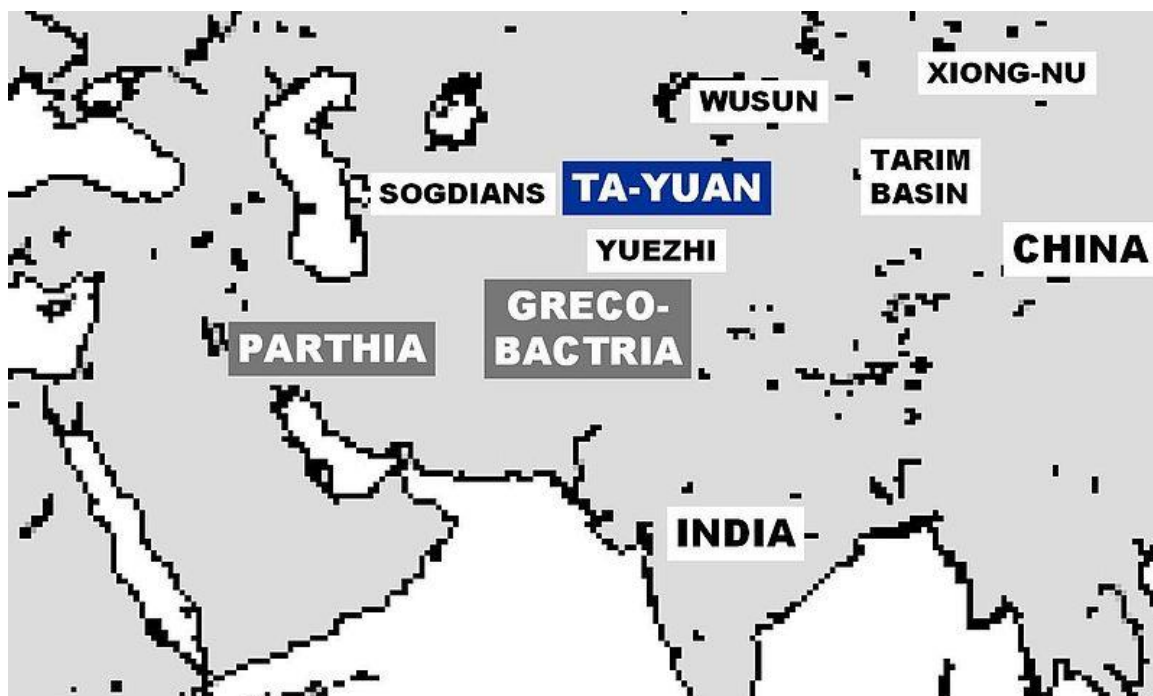 XIONG-NU
WUSUN
TARIM
BASIN
SOGDIANS
TA-YUAN
YUEZHI
CHINA
GRECO-
BACTRIA
PARTHIA
INDIA